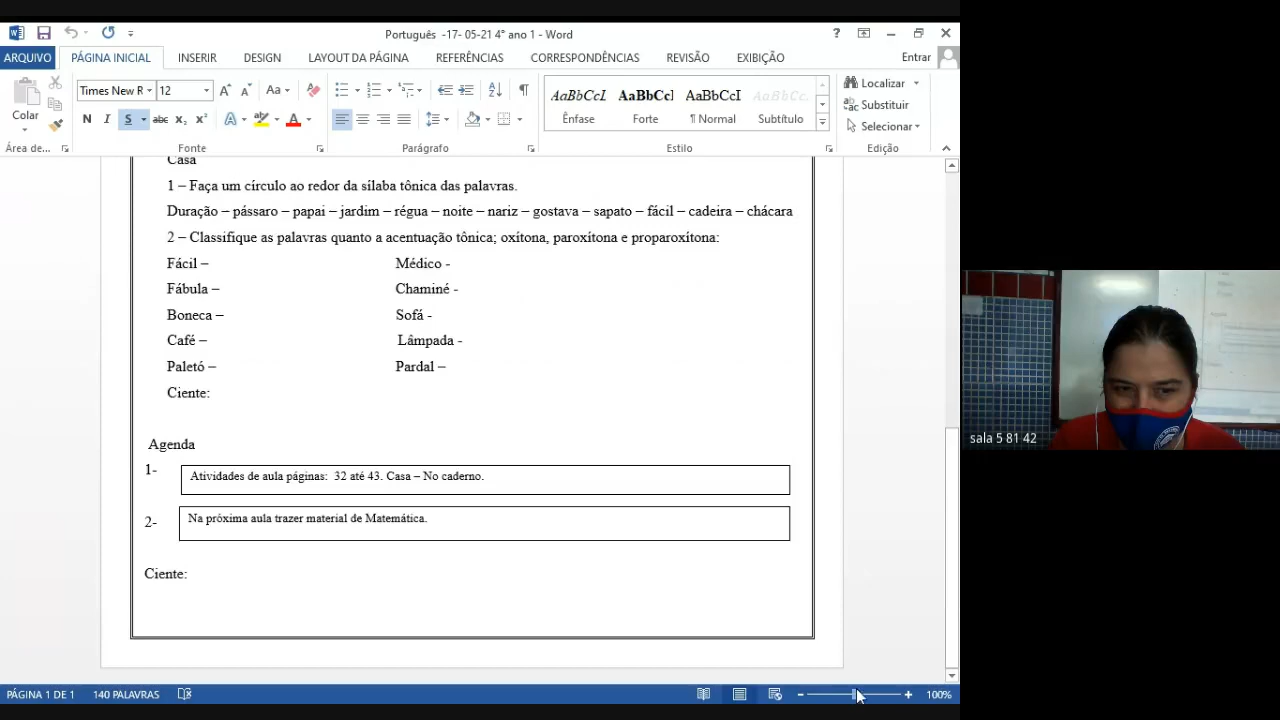 Português -17- 05-21 4° ano 1 - Word
ARQUIVO PÁGINA INICIAL INSERIR DESIGN LAYOUT DA PÁGINA REFERÊNCIAS CORRESPONDÊNCIAS REVISÃO EXIBIÇÃO Entrar
Colar
Times New R 12
Aa
N I S abc x₂ x² A A
AaBbCcI AaBbCcI AaBbCcI AaBbCc.
Ênfase Forte ¶ Normal Subtítulo
Localizar
Substituir
Selecionar
Área de... Fonte Parágrafo Estilo Edição
Casa
1 – Faça um círculo ao redor da sílaba tônica das palavras.
Duração – pássaro – papai – jardim – régua – noite – nariz – gostava – sapato – fácil – cadeira – chácara
2 – Classifique as palavras quanto a acentuação tônica; oxítona, paroxítona e proparoxítona:
Fácil – Médico -
Fábula – Chaminé -
Boneca – Sofá -
Café – Lâmpada -
Paletó – Pardal –
Ciente:
Agenda
1- Atividades de aula páginas: 32 até 43. Casa – No caderno.
2- Na próxima aula trazer material de Matemática.
Ciente:
sala 5 81 42
PÁGINA 1 DE 1 140 PALAVRAS 100%